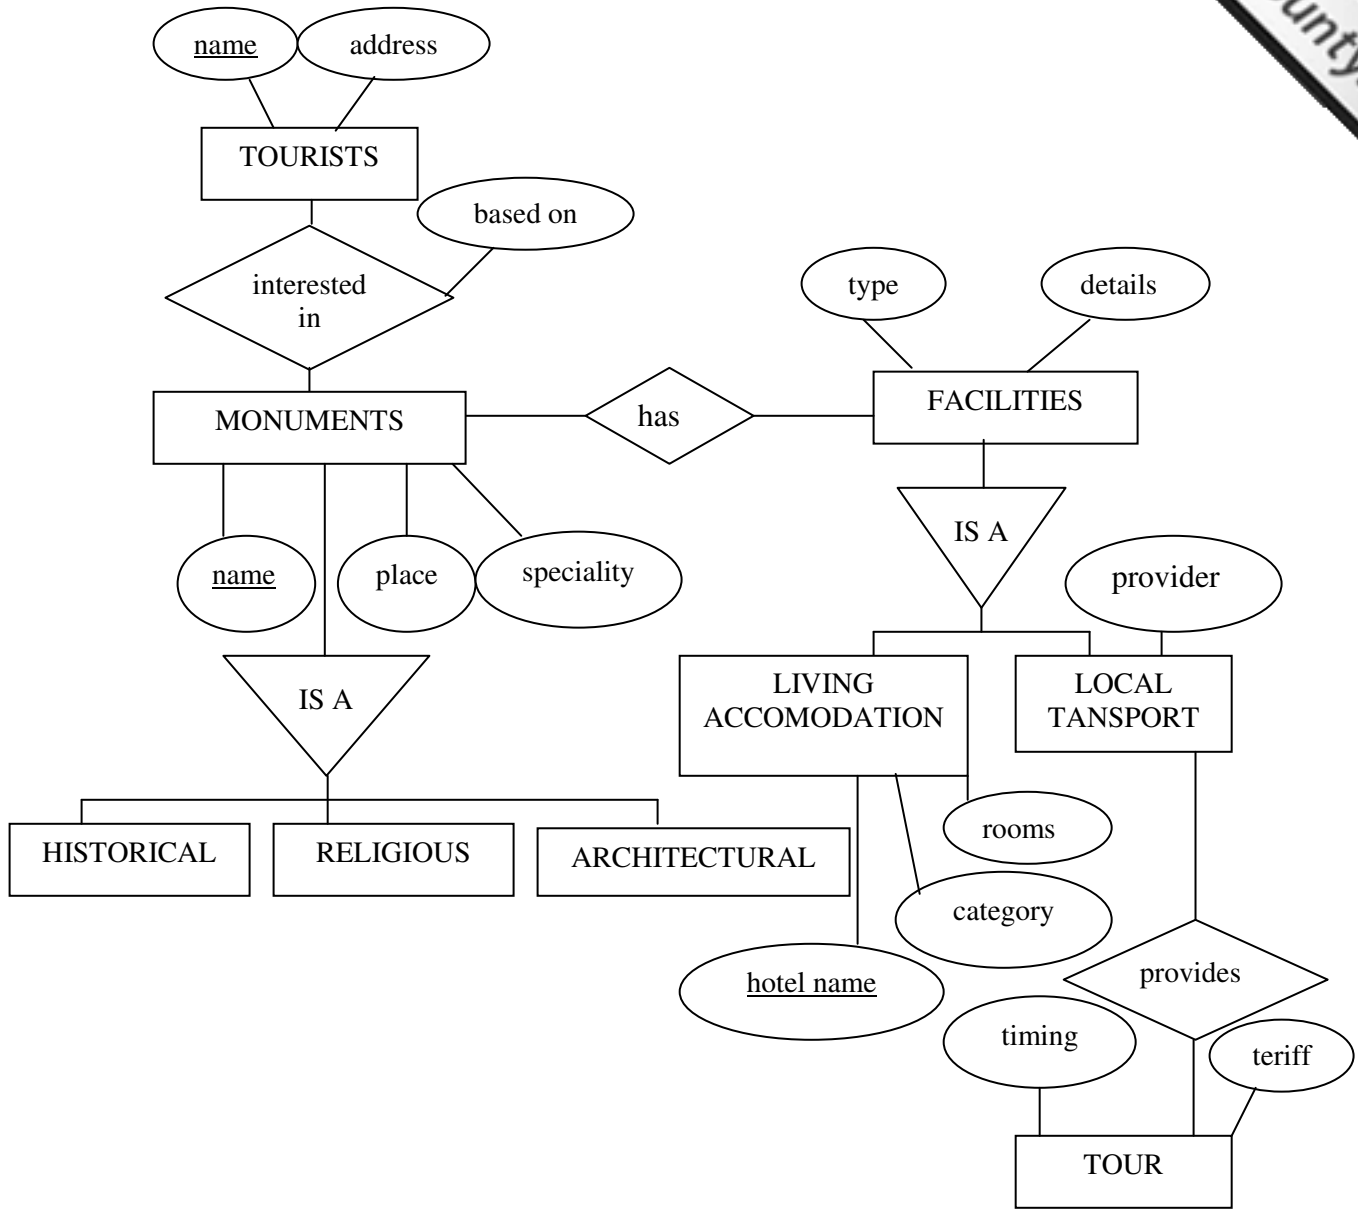 name
address
TOURISTS
based on
interested
in
type
details
MONUMENTS
has
FACILITIES
IS A
name
place
speciality
provider
IS A
LIVING
ACCOMODATION
LOCAL
TANSPORT
HISTORICAL
RELIGIOUS
ARCHITECTURAL
rooms
category
hotel name
provides
timing
teriff
TOUR